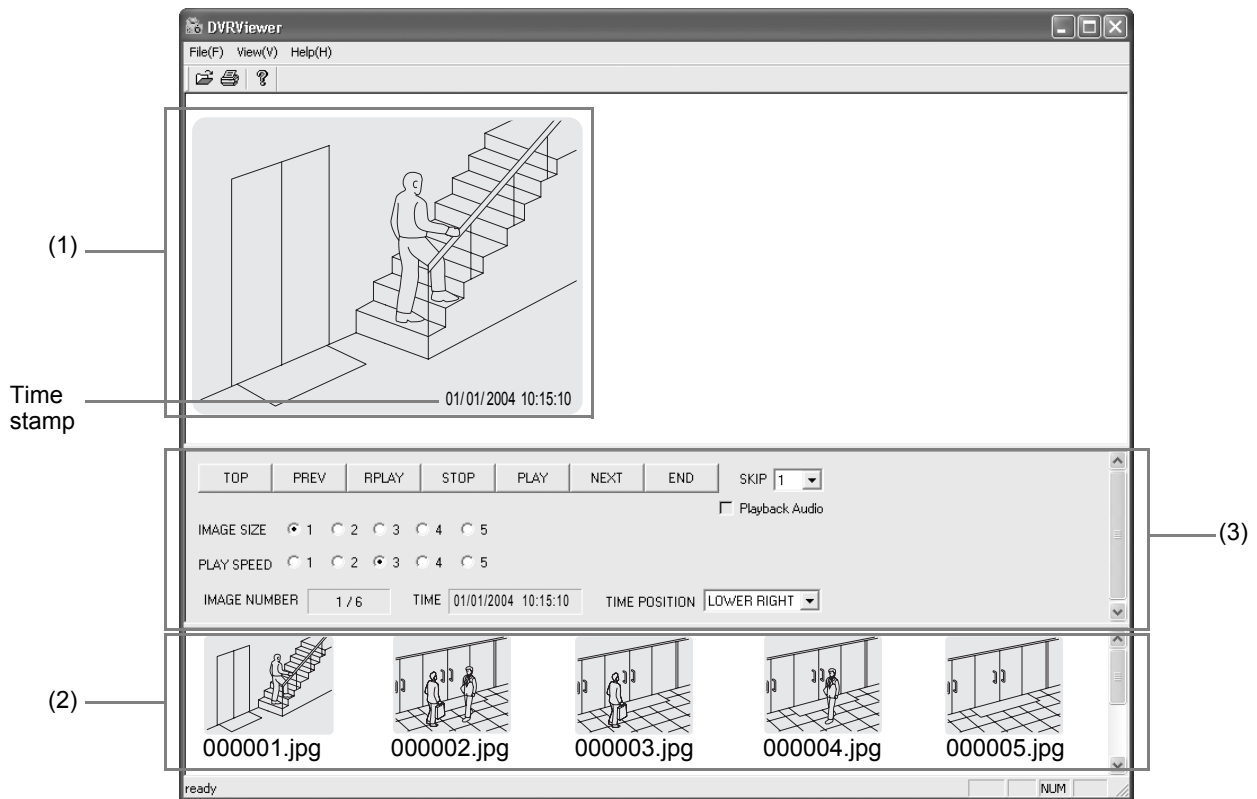 DVRViewer
File(F) View(V) Help(H)
(1)
Time
stamp
01/01/2004 10:15:10
TOP PREV RPLAY STOP PLAY NEXT END SKIP 1
Playback Audio
IMAGE SIZE 1 2 3 4 5
(3)
PLAY SPEED 1 2 3 4 5
IMAGE NUMBER 1 / 6 TIME 01/01/2004 10:15:10 TIME POSITION LOWER RIGHT
(2)
000001.jpg 000002.jpg 000003.jpg 000004.jpg 000005.jpg
ready NUM